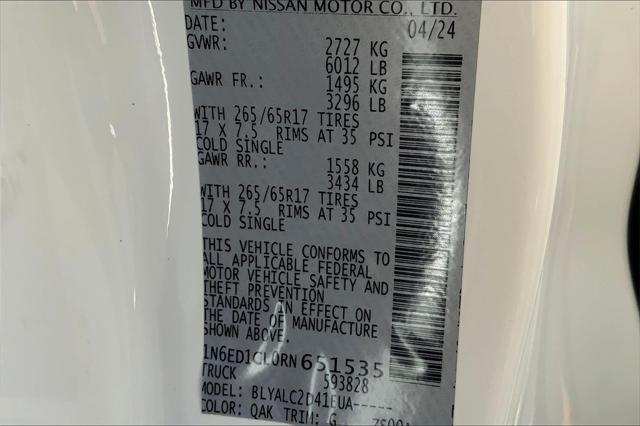 MFD BY NISSAN MOTOR CO., LTD.
DATE: 04/24
GVWR: 2727 KG
6012 LB
GAWR FR.: 1495 KG
3296 LB
WITH 265/65R17 TIRES
17 X 7.5 RIMS AT 35 PSI
COLD SINGLE
GAWR RR.: 1558 KG
3434 LB
WITH 265/65R17 TIRES
17 X 7.5 RIMS AT 35 PSI
COLD SINGLE
THIS VEHICLE CONFORMS TO
ALL APPLICABLE FEDERAL
MOTOR VEHICLE SAFETY AND
THEFT PREVENTION
STANDARDS IN EFFECT ON
THE DATE OF MANUFACTURE
SHOWN ABOVE.
1N6ED1CL0RN651535
TRUCK 593828
MODEL: BLYALC2D41EUA-----
COLOR: QAK TRIM: G